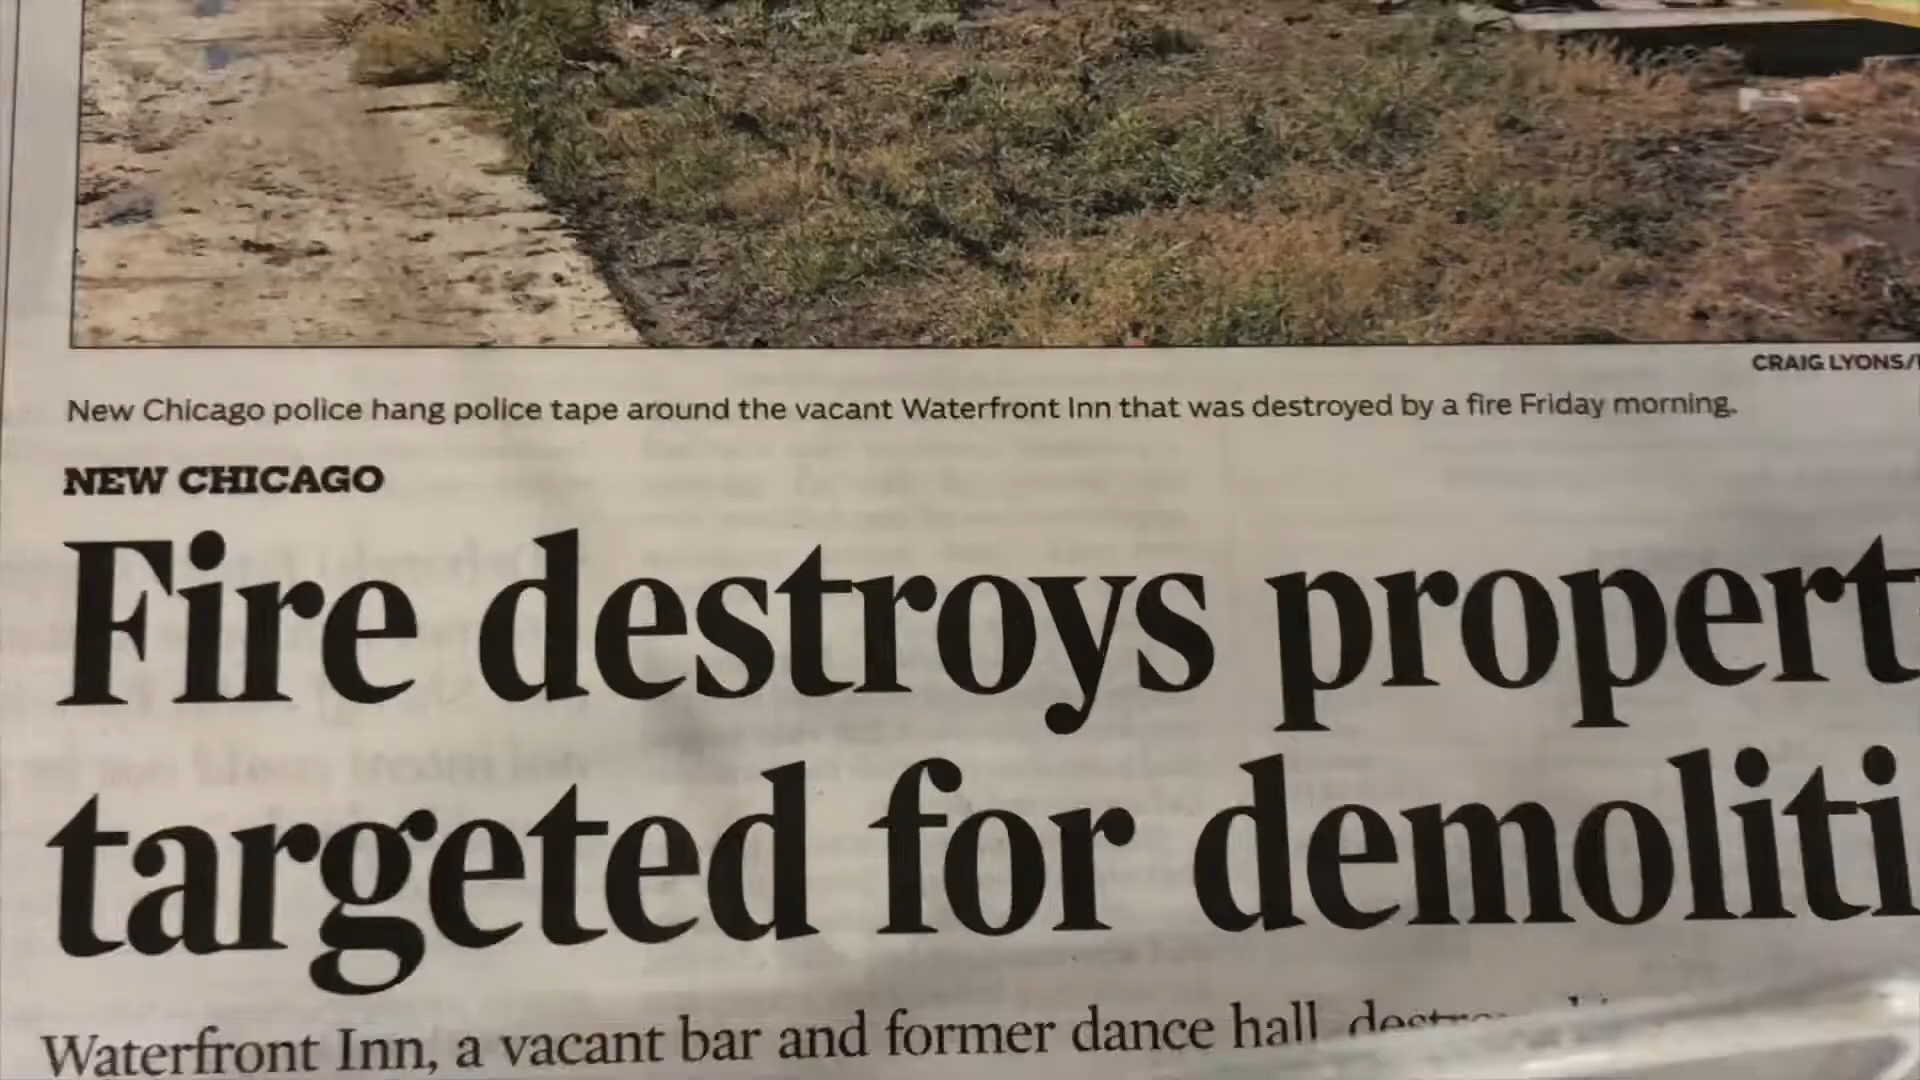 CRAIG LYONS/
New Chicago police hang police tape around the vacant Waterfront Inn that was destroyed by a fire Friday morning.
NEW CHICAGO
Fire destroys propert
targeted for demoliti
Waterfront Inn, a vacant bar and former dance hall